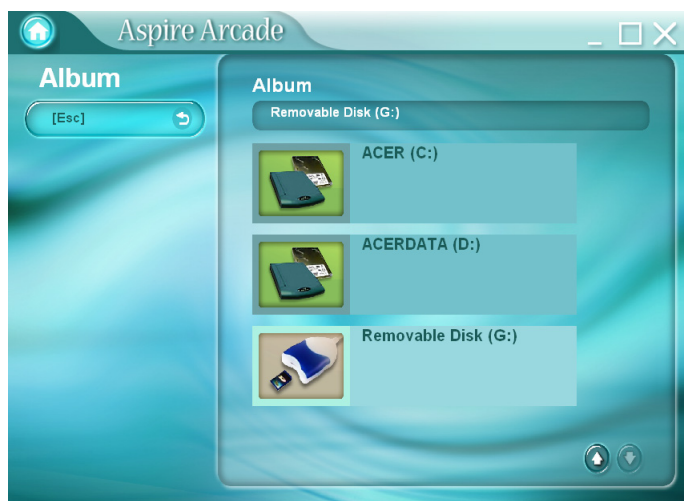 Aspire Arcade
Album
[Esc]
Album
Removable Disk (G:)
ACER (C:)
ACERDATA (D:)
Removable Disk (G:)